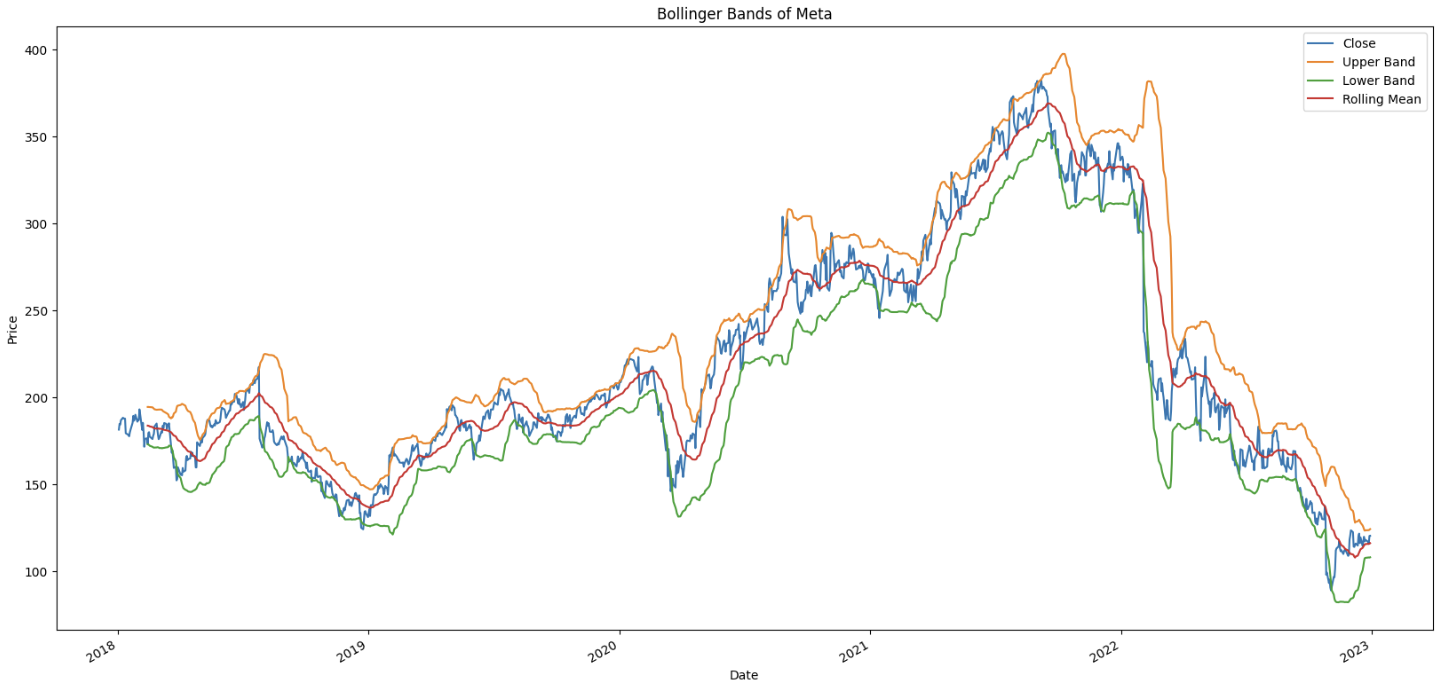 Bollinger Bands of Meta
Close
Upper Band
Lower Band
Rolling Mean
400
350
300
250
200
150
100
Price
2018
2019
2020
2021
2022
2023
Date